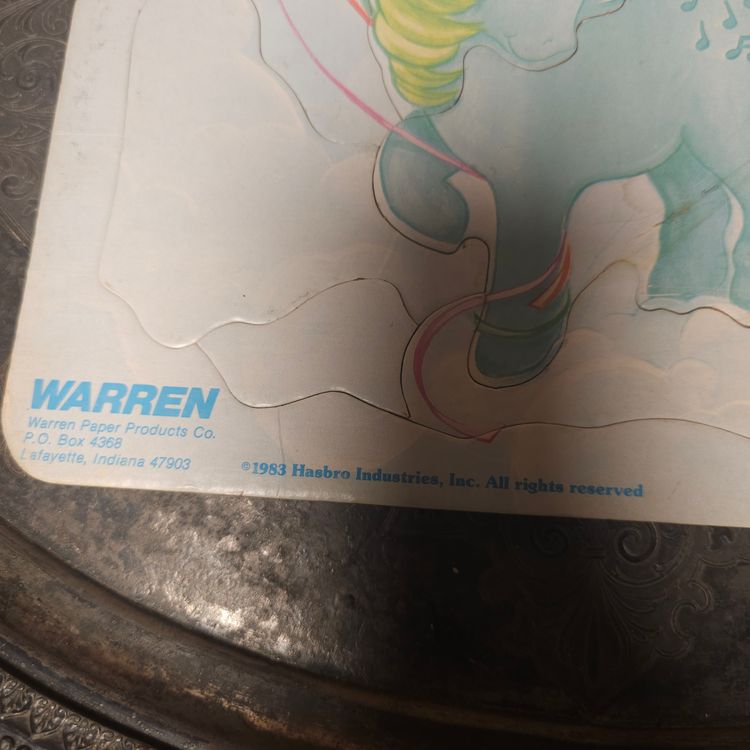 WARREN
Warren Paper Products Co.
P.O. Box 4368
Lafayette, Indiana 47903
©1983 Hasbro Industries, Inc. All rights reserved